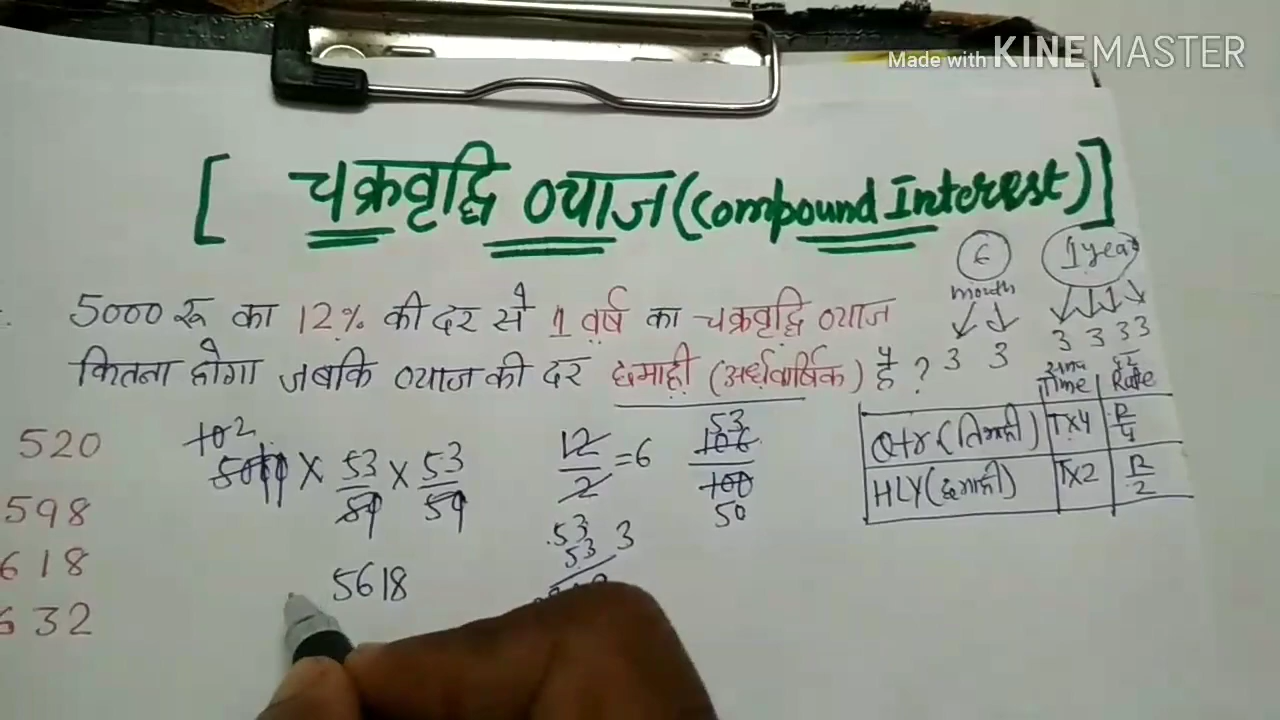 Made with KINEMASTER
[ चक्रवृद्धि ब्याज (Compound Interest) ]
6 month
3 3
1 year
3 3 3 3
5000 रू का 12% की दर से 1 वर्ष का चक्रवृद्धि ब्याज
कितना होगा जबकि ब्याज की दर छमाही (अर्धवार्षिक) है ?
Time Rate
Qtr (तिमाही) Tx4 R/4
HLY (छमाही) Tx2 R/2
520
598
618
632
102
5000 × 53/50 × 53/50
12/2 = 6
53
106/100
50
53 3
53
5618